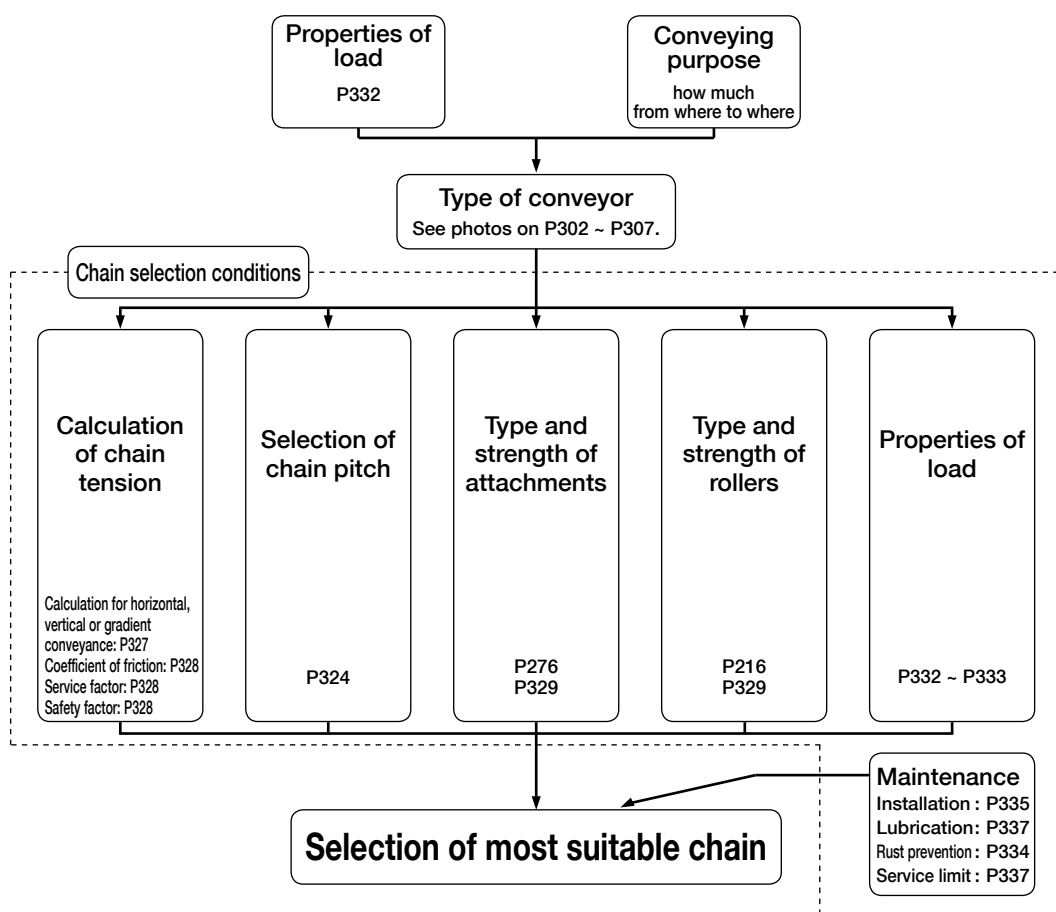 Properties of
load
P332
Conveying
purpose
how much
from where to where
Type of conveyor
See photos on P302 ~ P307.
Chain selection conditions
Calculation
of chain
tension
Calculation for horizontal,
vertical or gradient
conveyance: P327
Coefficient of friction: P328
Service factor: P328
Safety factor: P328
Selection of
chain pitch
P324
Type and
strength of
attachments
P276
P329
Type and
strength of
rollers
P216
P329
Properties of
load
P332 ~ P333
Maintenance
Installation : P335
Lubrication : P337
Rust prevention : P334
Service limit : P337
Selection of most suitable chain